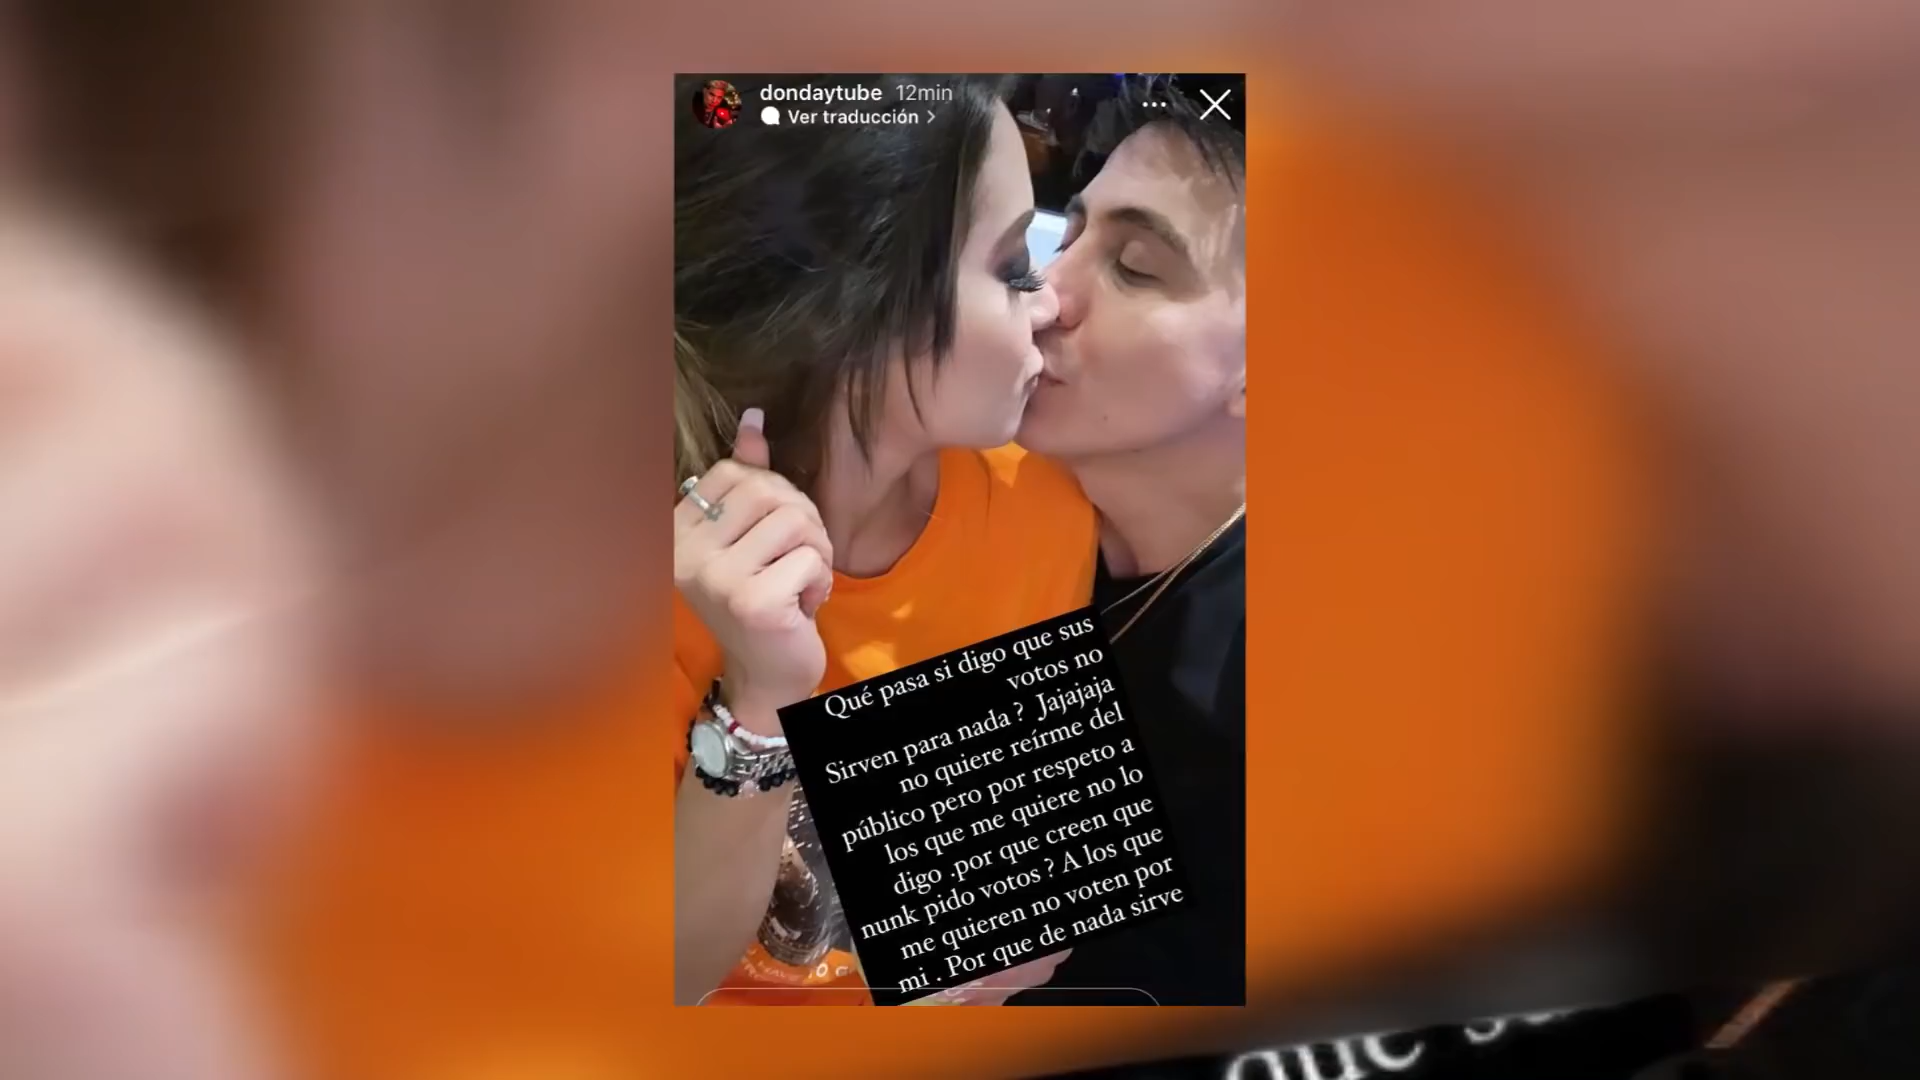 dondaytube 12min
Ver traducción >
Qué pasa si digo que sus
votos no
Sirven para nada ? Jajajaja
no quiere reírme del
público pero por respeto a
los que me quiere no lo
digo .por que creen que
nunk pido votos ? A los que
me quieren no voten por
mi . Por que de nada sirve
que su